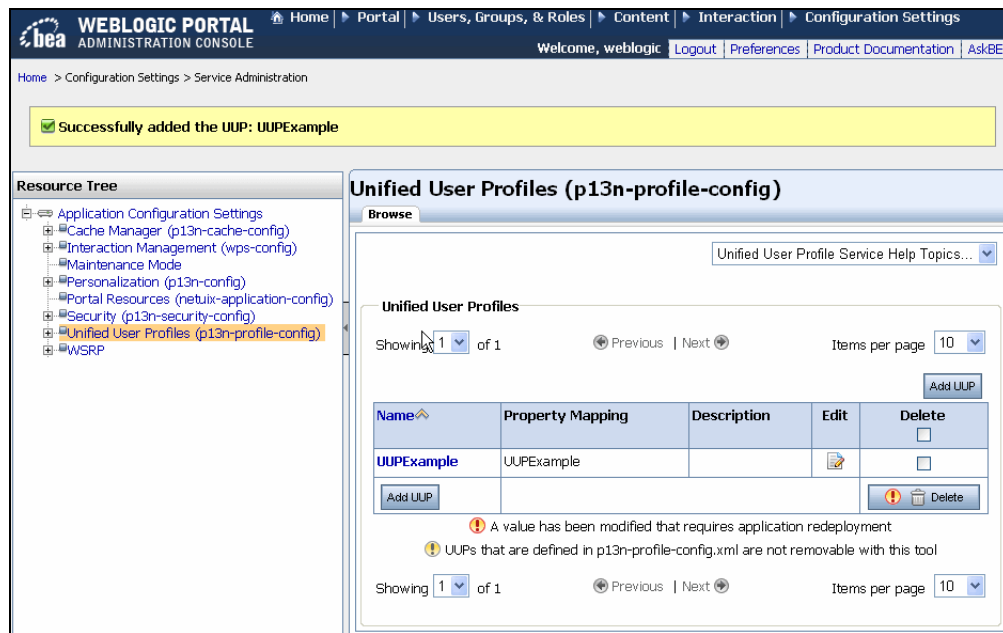 bea WEBLOGIC PORTAL
ADMINISTRATION CONSOLE
Home | Portal | Users, Groups, & Roles | Content | Interaction | Configuration Settings
Welcome, weblogic Logout | Preferences | Product Documentation | AskBE
Home > Configuration Settings > Service Administration
Successfully added the UUP: UUPExample
Resource Tree
Application Configuration Settings
Cache Manager (p13n-cache-config)
Interaction Management (wps-config)
Maintenance Mode
Personalization (p13n-config)
Portal Resources (netuix-application-config)
Security (p13n-security-config)
Unified User Profiles (p13n-profile-config)
WSRP
Unified User Profiles (p13n-profile-config)
Browse
Unified User Profile Service Help Topics...
Unified User Profiles
Showing 1 of 1 Previous | Next Items per page 10
Add UUP
Name Property Mapping Description Edit Delete
UUPExample UUPExample
Add UUP Delete
A value has been modified that requires application redeployment
UUPs that are defined in p13n-profile-config.xml are not removable with this tool
Showing 1 of 1 Previous | Next Items per page 10